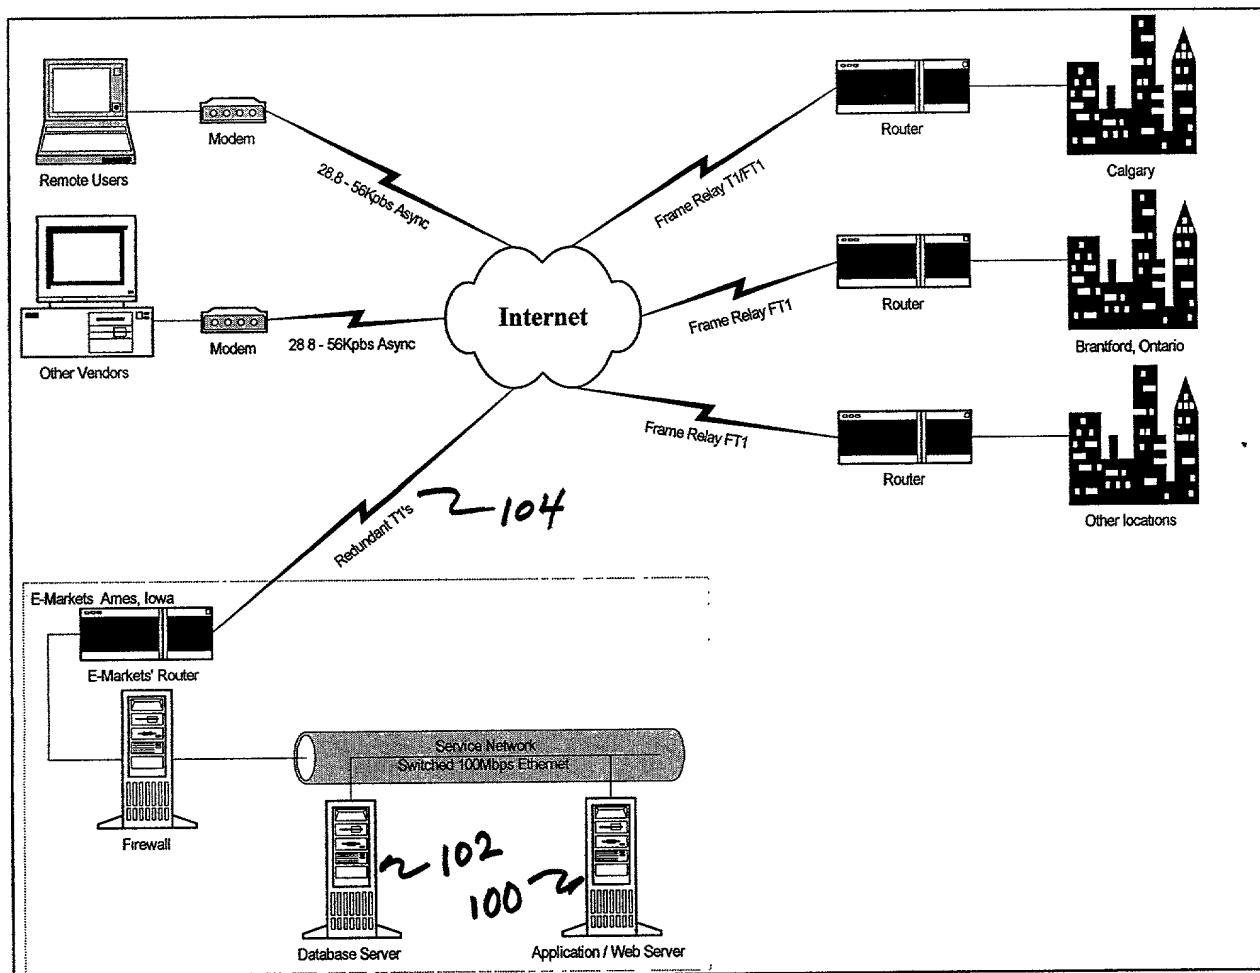 Remote Users
Modem
28.8 - 56Kpbs Async
Other Vendors
Modem
28 8 - 56Kpbs Async
Internet
Frame Relay T1/FT1
Router
Calgary
Frame Relay FT1
Router
Brantford, Ontario
Frame Relay FT1
Router
Other locations
Redundant T1's
104
E-Markets Ames, Iowa
E-Markets' Router
Firewall
Service Network
Switched 100Mbps Ethernet
102
100
Database Server
Application / Web Server